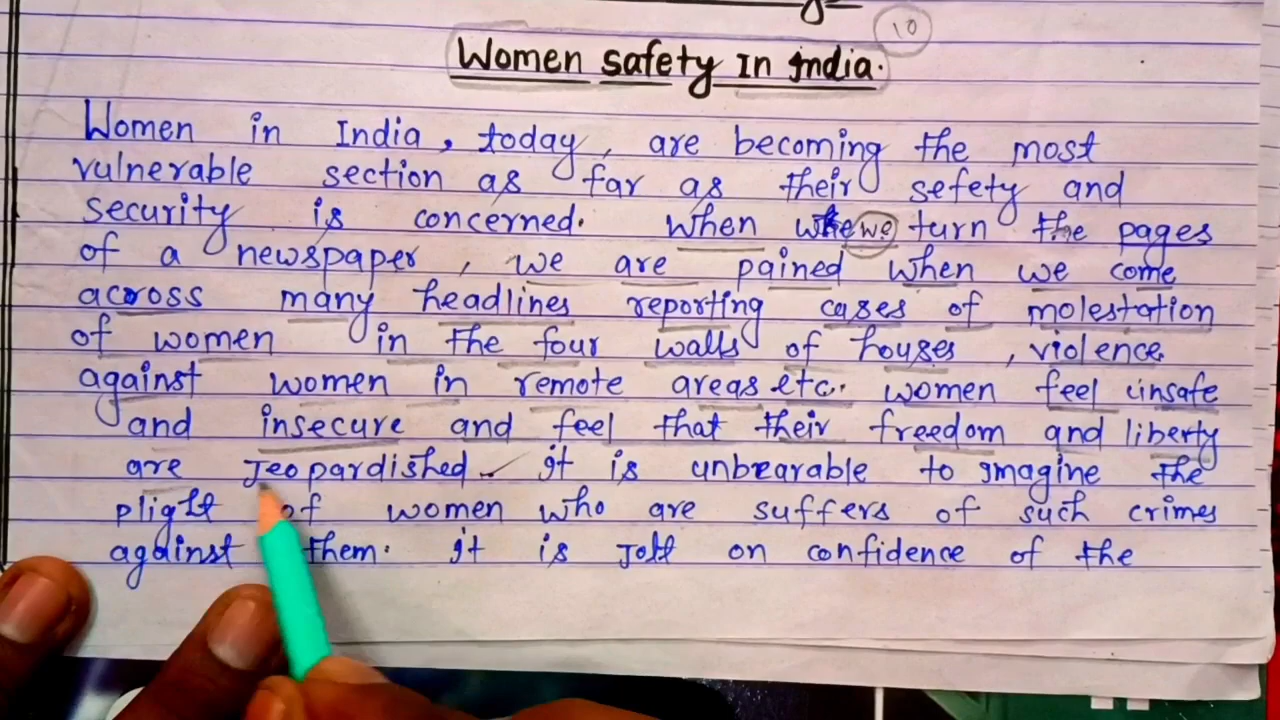 10
Women safety In India.
Women in India, today, are becoming the most
vulnerable section as far as their sefety and
security is concerned. When we turn the pages
of a newspaper, we are pained when we come
across many headlines reporting cases of molestation
of women in the four walls of houses, violence
against women in remote areas etc. women feel unsafe
and insecure and feel that their freedom and liberty
are Jeopardished. It is unbearable to Imagine the
plight of women who are suffers of such crimes
against them. It is Jolt on confidence of the